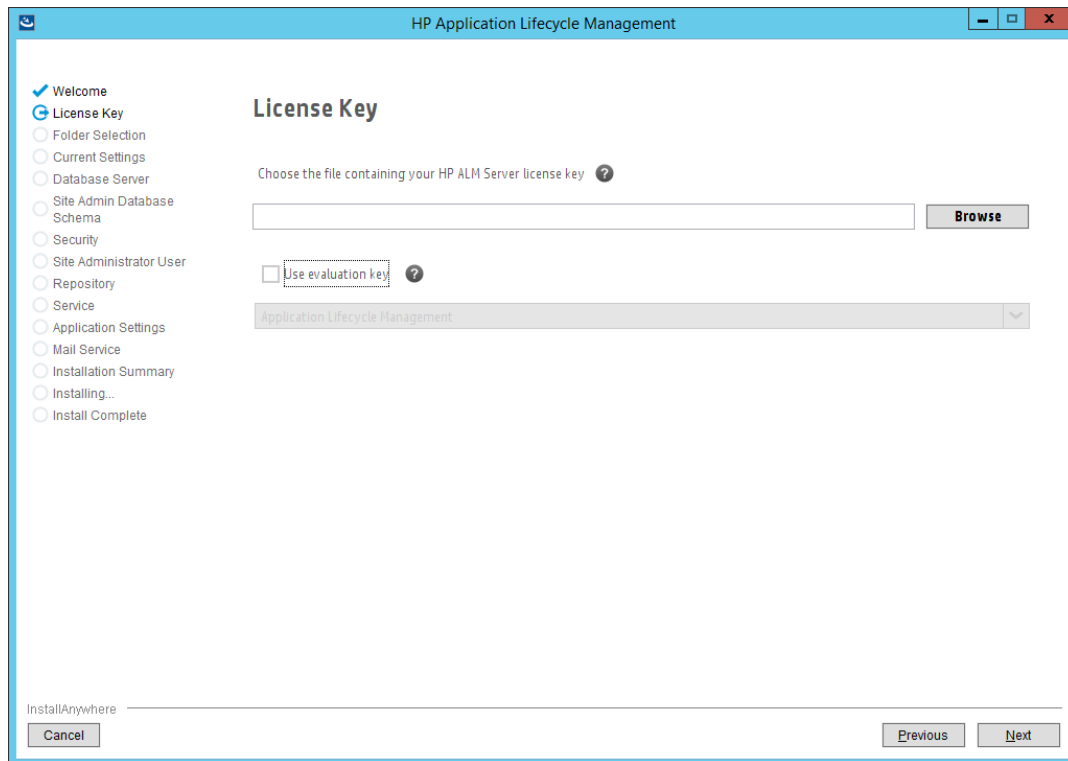 HP Application Lifecycle Management
Welcome
License Key
Folder Selection
Current Settings
Database Server
Site Admin Database
Schema
Security
Site Administrator User
Repository
Service
Application Settings
Mail Service
Installation Summary
Installing...
Install Complete
License Key
Choose the file containing your HP ALM Server license key ?
Browse
Use evaluation key ?
Application Lifecycle Management
InstallAnywhere
Cancel
Previous
Next